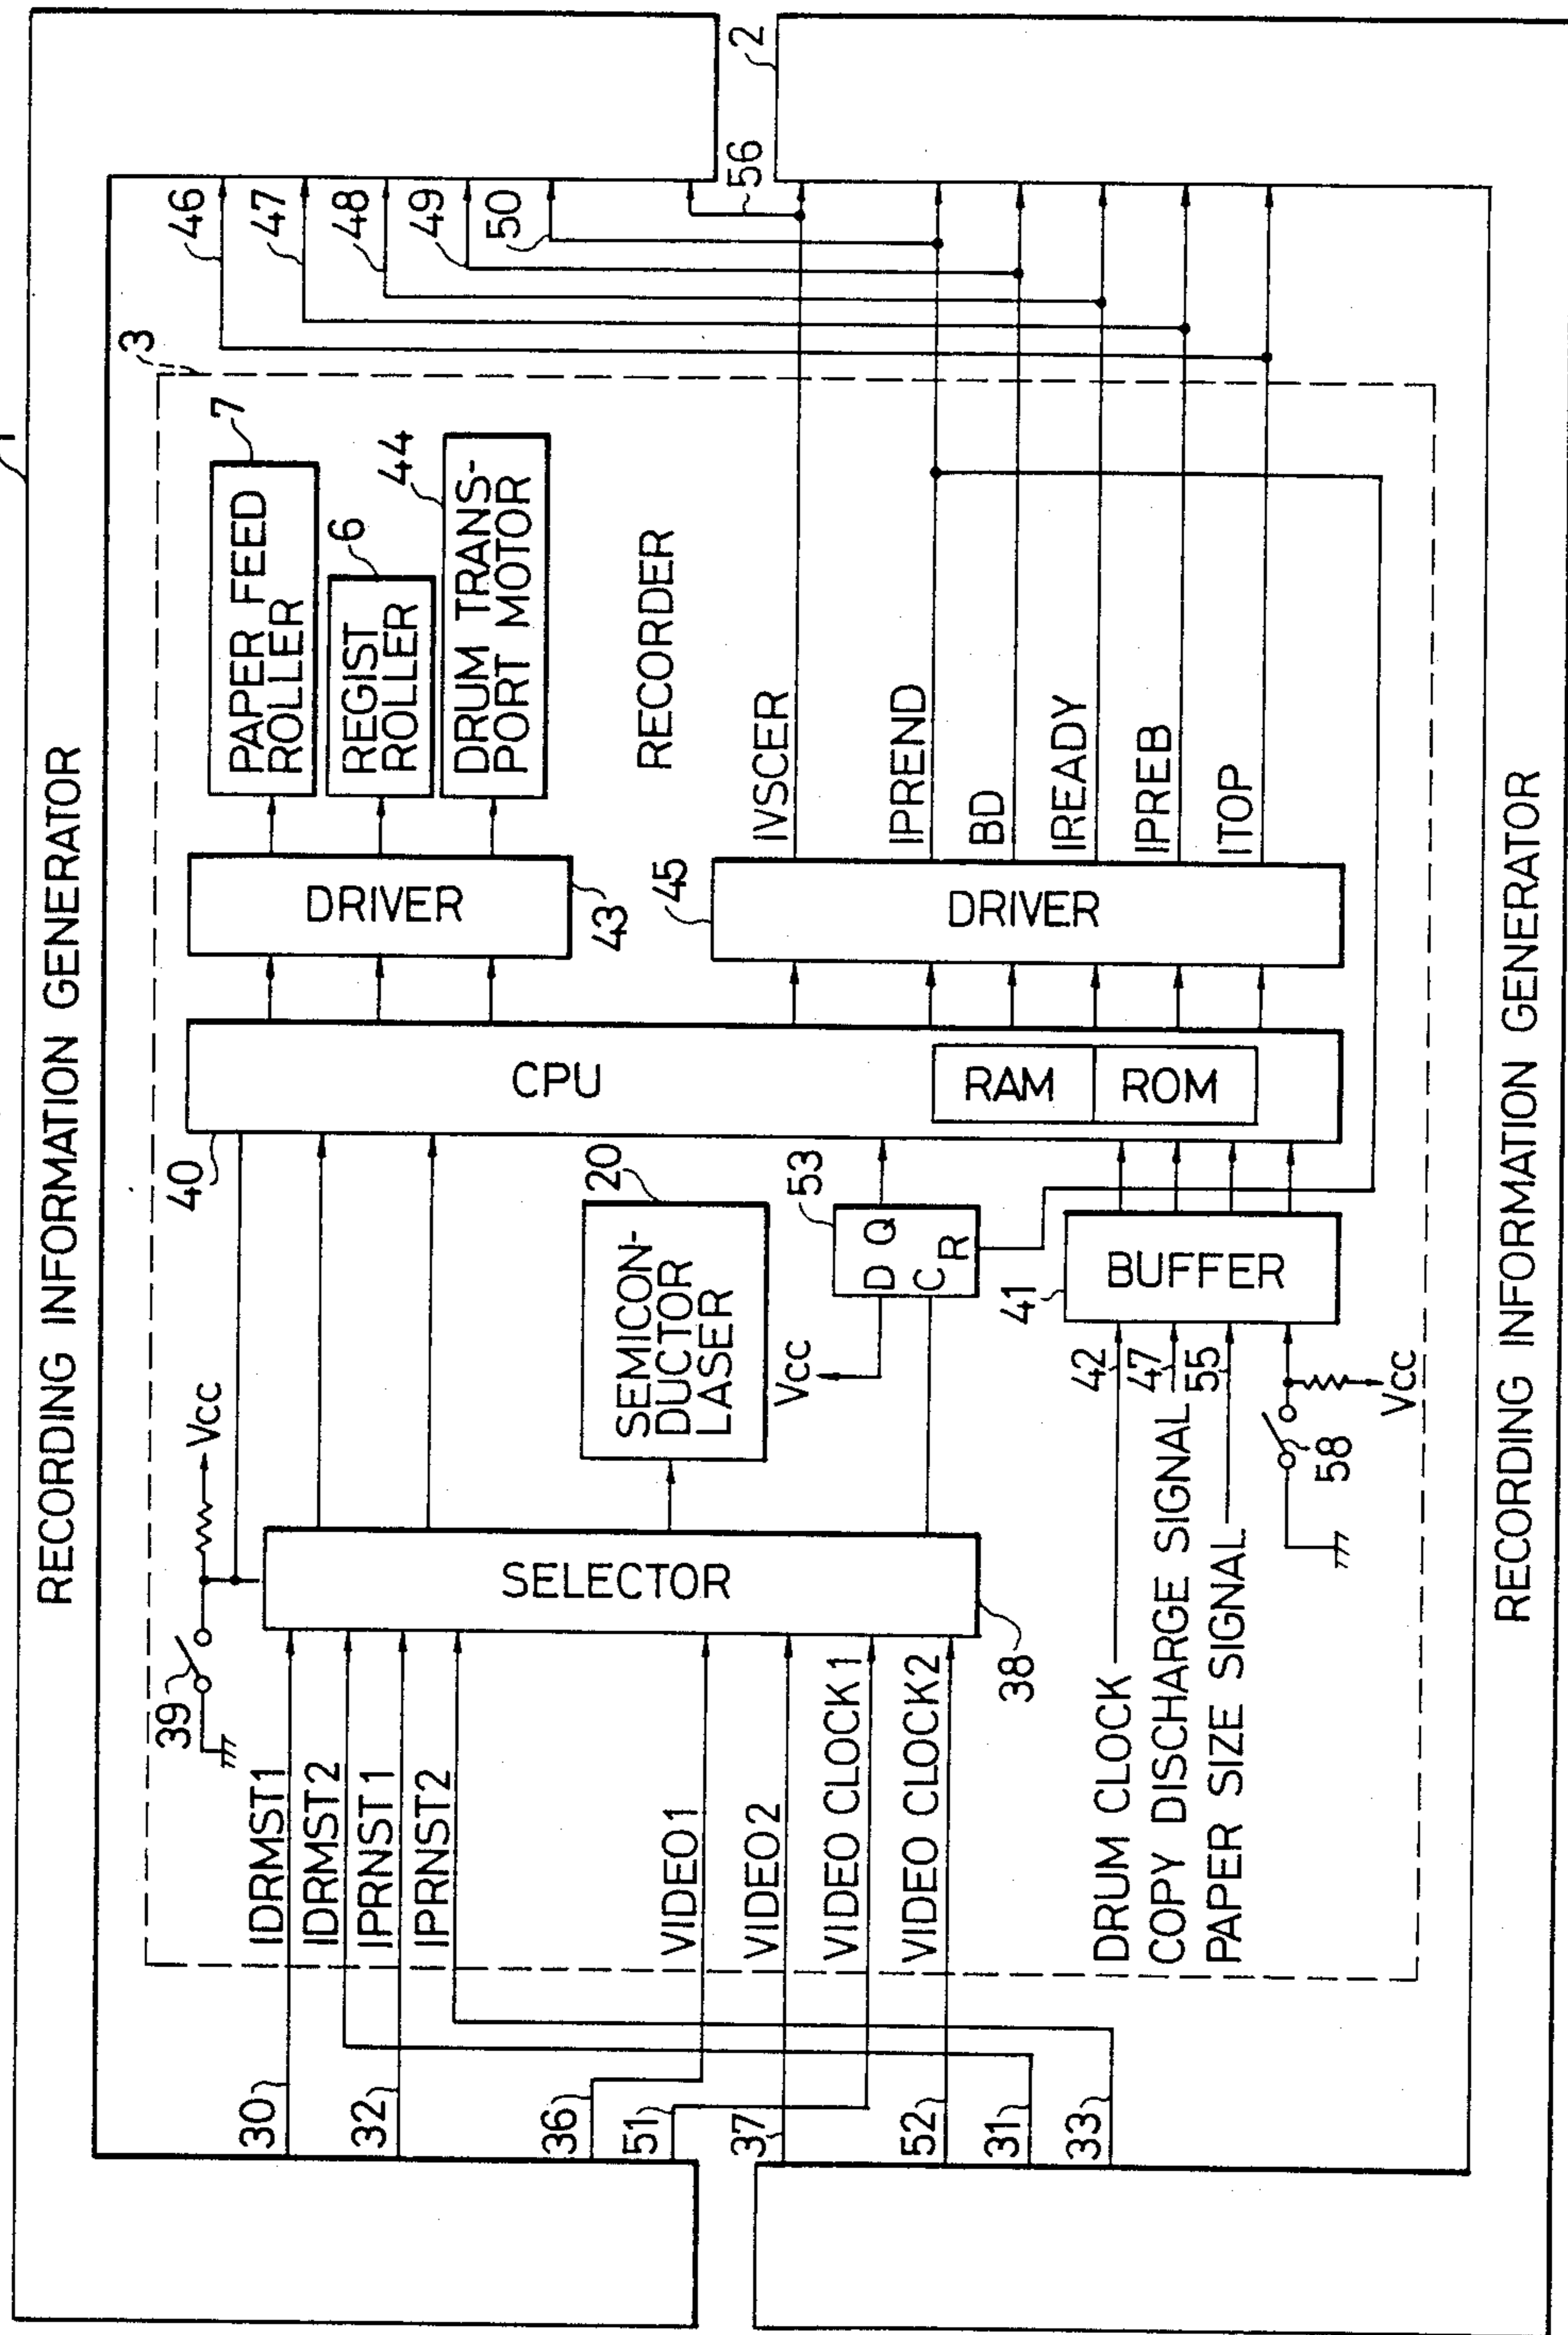 1
RECORDING INFORMATION GENERATOR
3
2
46
47
48
49
50
56
PAPER FEED
ROLLER
7
REGIST
ROLLER
6
DRUM TRANS-
PORT MOTOR
44
DRIVER
43
RECORDER
45
DRIVER
IVSCER
IPREND
BD
IREADY
IPREB
ITOP
40
CPU
RAM
ROM
39
Vcc
SEMICON-
DUCTOR
LASER
20
Vcc
53
D Q
C
R
SELECTOR
38
30
IDRMST1
IDRMST2
32
IPRNST1
IPRNST2
36
VIDEO1
51
37
VIDEO2
VIDEO CLOCK1
52
VIDEO CLOCK2
31
33
41
BUFFER
DRUM CLOCK
42
COPY DISCHARGE SIGNAL
47
PAPER SIZE SIGNAL
55
58
Vcc
RECORDING INFORMATION GENERATOR